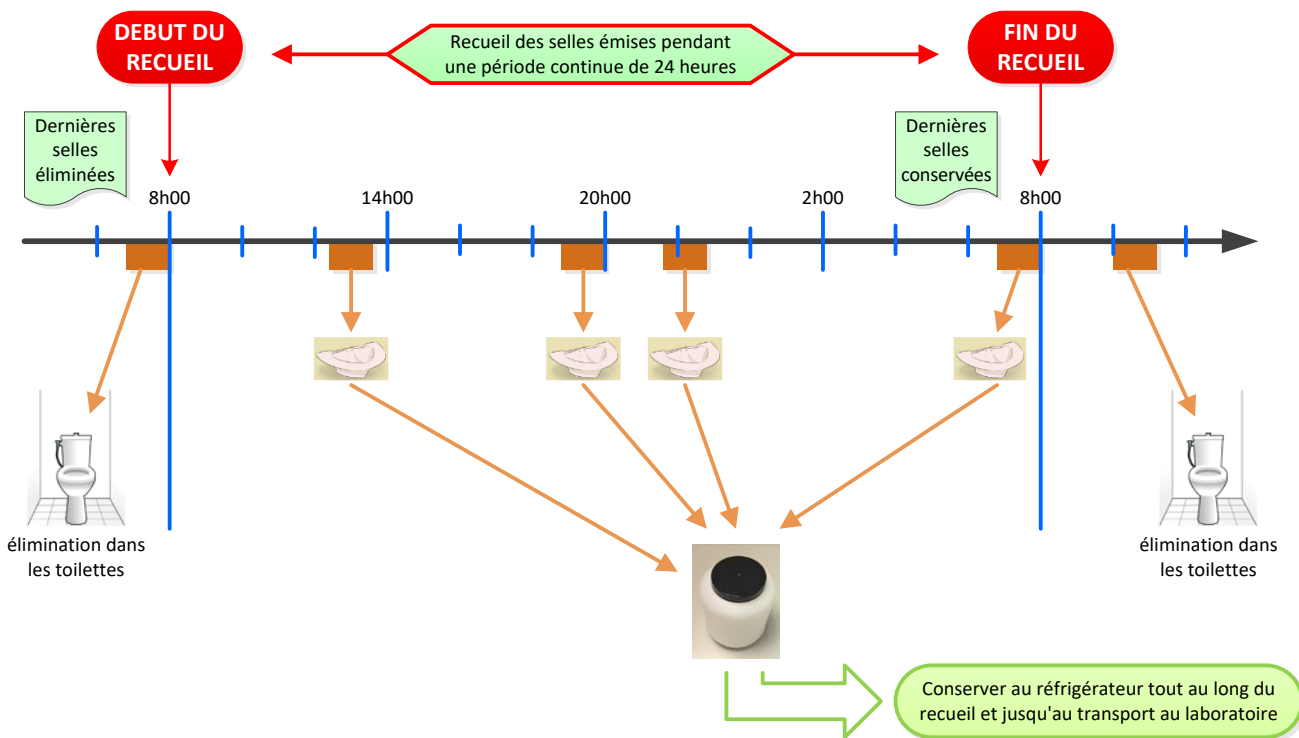 DEBUT DU
RECUEIL
Recueil des selles émises pendant
une période continue de 24 heures
FIN DU
RECUEIL
Dernières
selles
éliminées
Dernières
selles
conservées
8h00
14h00
20h00
2h00
8h00
élimination dans
les toilettes
élimination dans
les toilettes
Conserver au réfrigérateur tout au long du
recueil et jusqu'au transport au laboratoire